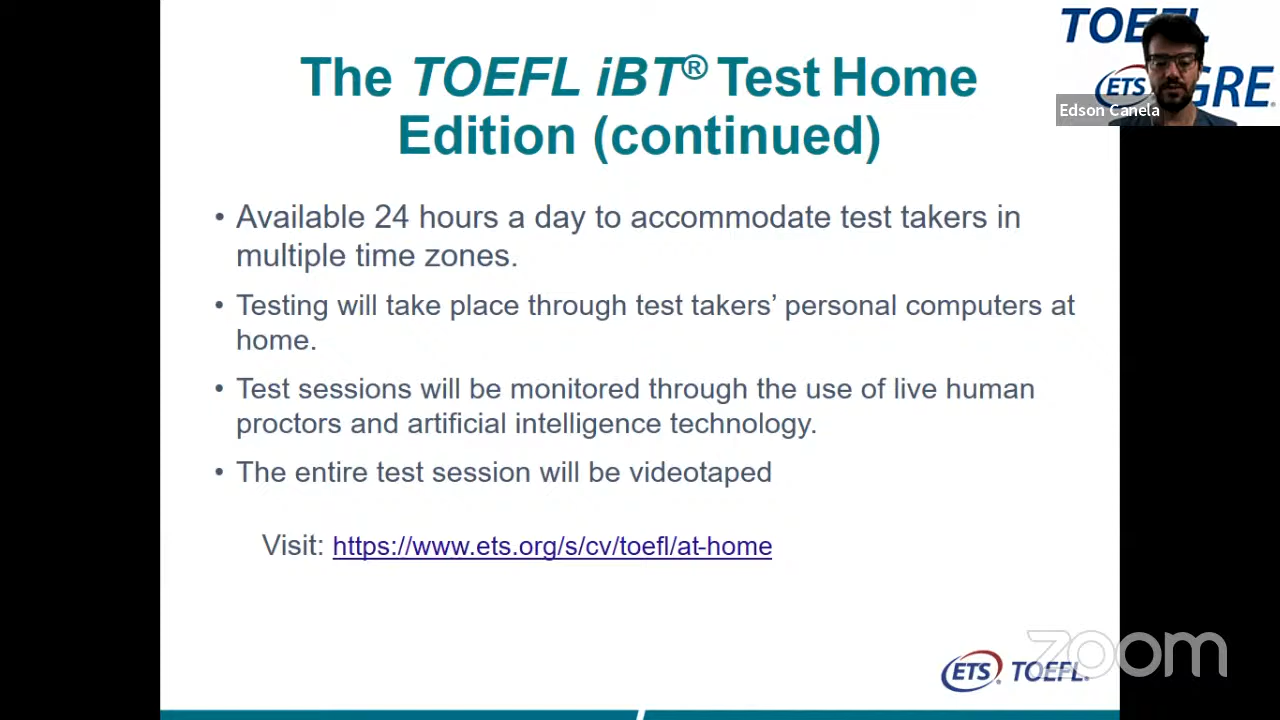 The TOEFL iBT® Test Home
Edition (continued)
• Available 24 hours a day to accommodate test takers in
multiple time zones.
• Testing will take place through test takers’ personal computers at
home.
• Test sessions will be monitored through the use of live human
proctors and artificial intelligence technology.
• The entire test session will be videotaped
Visit: https://www.ets.org/s/cv/toefl/at-home
ETS® TOEFL®
zoom
TOEFL
ETS GRE®
Edson Canela